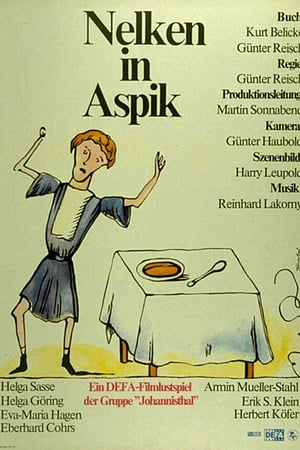 Nelken
in
Aspik
Buch
Kurt Belicke
Günter Reisch
Regie
Günter Reisch
Produktionsleitung
Martin Sonnabend
Kamera
Günter Haubold
Szenenbild
Harry Leupold
Musik
Reinhard Lakomy
Helga Sasse
Helga Göring
Eva-Maria Hagen
Eberhard Cohrs
Ein DEFA-Filmlustspiel
der Gruppe "Johannisthal"
Armin Mueller-Stahl
Erik S. Klein
Herbert Köfer
DEFA